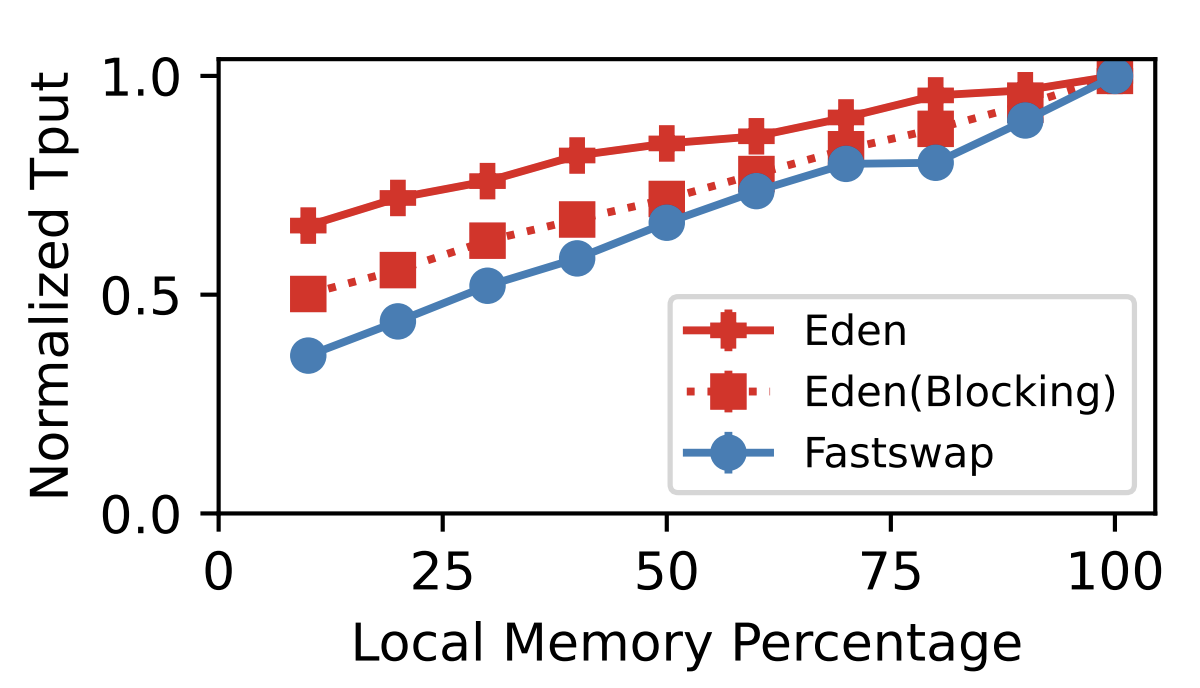 Normalized Tput
1.0
0.5
0.0
Eden
Eden(Blocking)
Fastswap
0 25 50 75 100
Local Memory Percentage